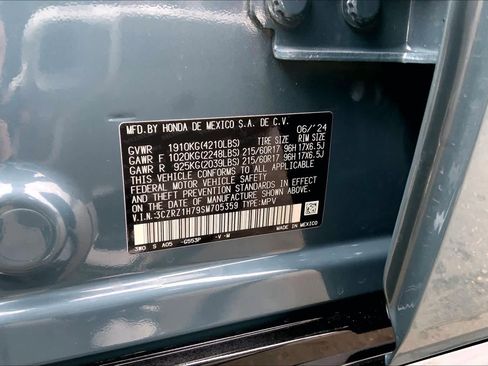 MFD.BY HONDA DE MEXICO S.A. DE C.V.
06/'24
GVWR 1910KG(4210LBS) TIRE SIZE RIM SIZE
GAWR F 1020KG(2248LBS) 215/60R17 96H 17X6.5J
GAWR R 925KG(2039LBS) 215/60R17 96H 17X6.5J
THIS VEHICLE CONFORMS TO ALL APPLICABLE
FEDERAL MOTOR VEHICLE SAFETY AND
THEFT PREVENTION STANDARDS IN EFFECT ON THE
DATE OF MANUFACTURE SHOWN ABOVE.
V.I.N:3CZRZ1H79SM705359 TYPE:MPV
3W0 S A05 -G553P -V-M
MADE IN MEXICO